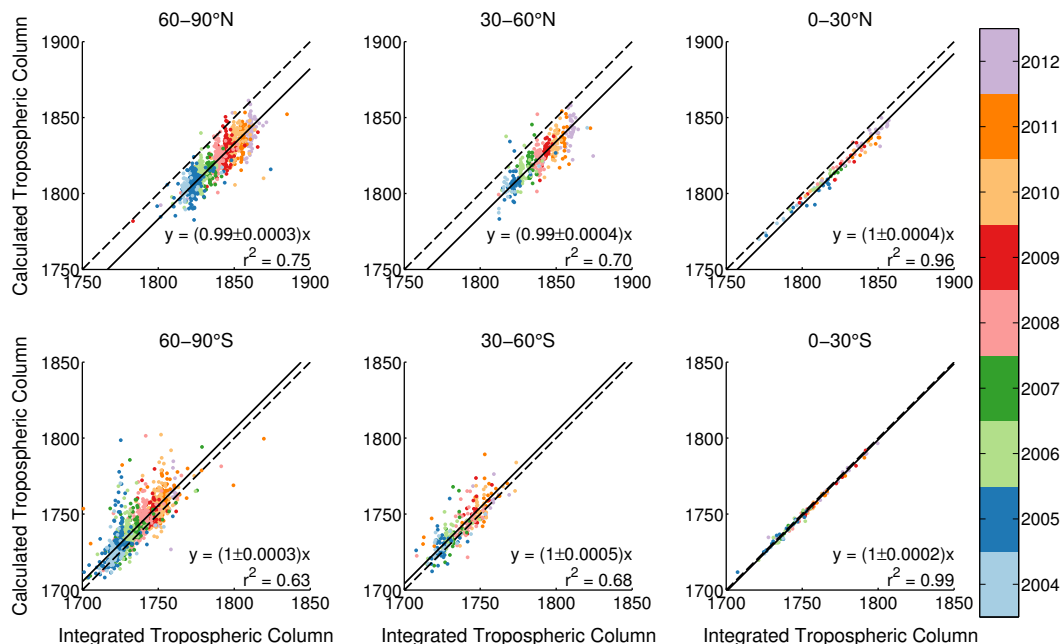 60–90°N
30–60°N
0–30°N
Calculated Tropospheric Column
1900
1850
1800
1750
1750
1800
1850
1900
y = (0.99±0.0003)x
r² = 0.75
1900
1850
1800
1750
1750
1800
1850
1900
y = (0.99±0.0004)x
r² = 0.70
1900
1850
1800
1750
1750
1800
1850
1900
y = (1±0.0004)x
r² = 0.96
60–90°S
30–60°S
0–30°S
Calculated Tropospheric Column
1850
1800
1750
1700
1700
1750
1800
1850
y = (1±0.0003)x
r² = 0.63
Integrated Tropospheric Column
1850
1800
1750
1700
1700
1750
1800
1850
y = (1±0.0005)x
r² = 0.68
Integrated Tropospheric Column
1850
1800
1750
1700
1700
1750
1800
1850
y = (1±0.0002)x
r² = 0.99
Integrated Tropospheric Column
2012
2011
2010
2009
2008
2007
2006
2005
2004